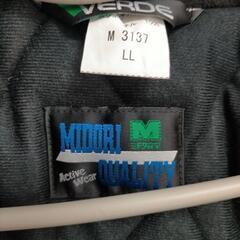 VERDE
M 3137
LL
MIDORI
M
Active Wear
QUALITY